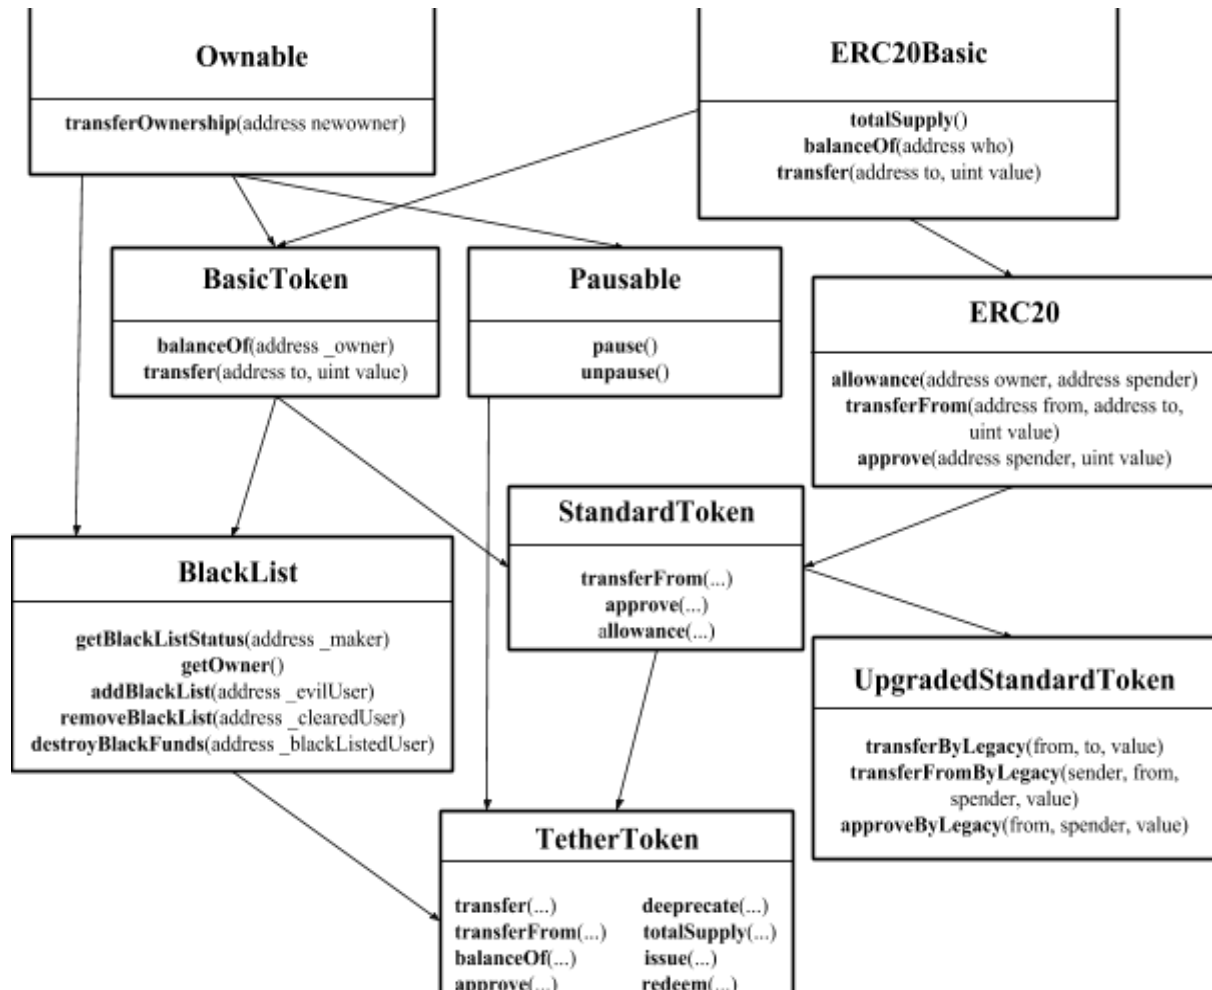 Ownable
transferOwnership(address newowner)
ERC20Basic
totalSupply()
balanceOf(address who)
transfer(address to, uint value)
BasicToken
balanceOf(address _owner)
transfer(address to, uint value)
Pausable
pause()
unpause()
ERC20
allowance(address owner, address spender)
transferFrom(address from, address to,
uint value)
approve(address spender, uint value)
StandardToken
transferFrom(...)
approve(...)
allowance(...)
BlackList
getBlackListStatus(address _maker)
getOwner()
addBlackList(address _evilUser)
removeBlackList(address _clearedUser)
destroyBlackFunds(address _blackListedUser)
UpgradedStandardToken
transferByLegacy(from, to, value)
transferFromByLegacy(sender, from,
spender, value)
approveByLegacy(from, spender, value)
TetherToken
transfer(...)
transferFrom(...)
balanceOf(...)
approve(...)
deeprecate(...)
totalSupply(...)
issue(...)
redeem(...)